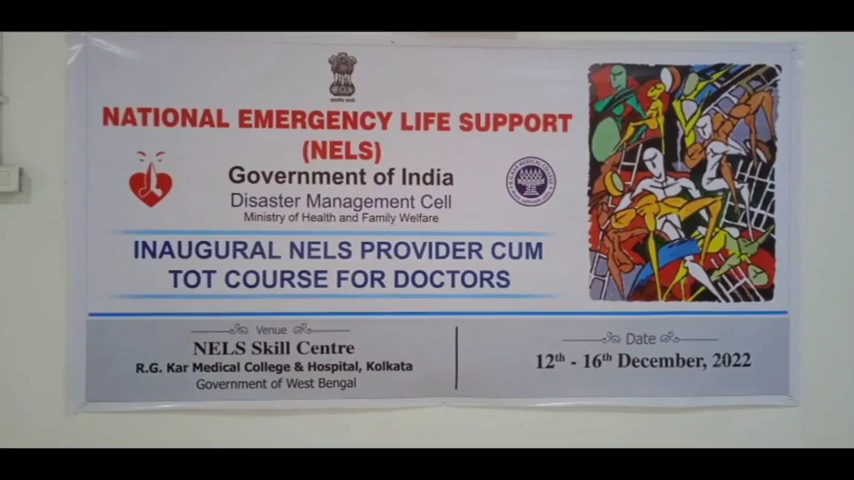 NATIONAL EMERGENCY LIFE SUPPORT
(NELS)
Government of India
Disaster Management Cell
Ministry of Health and Family Welfare
INAUGURAL NELS PROVIDER CUM
TOT COURSE FOR DOCTORS
Venue
NELS Skill Centre
R.G. Kar Medical College & Hospital, Kolkata
Government of West Bengal
Date
12th - 16th December, 2022